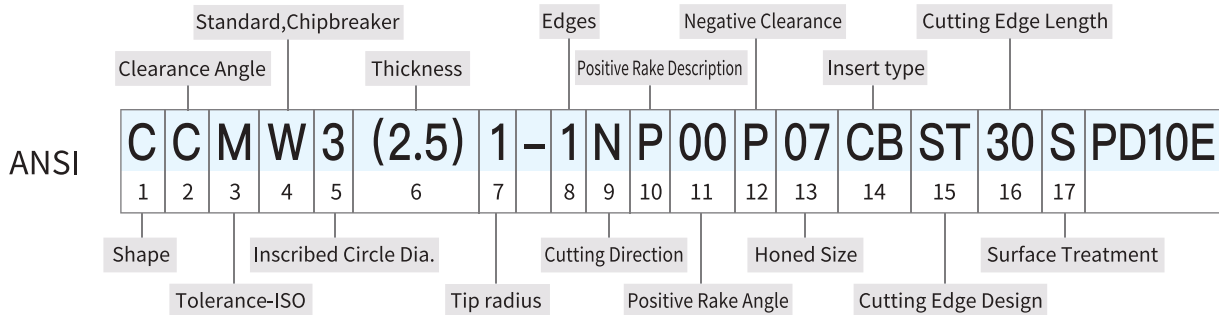 Standard,Chipbreaker Edges Negative Clearance Cutting Edge Length
Clearance Angle Thickness Positive Rake Description Insert type
ANSI C C M W 3 (2.5) 1 – 1 N P 00 P 07 CB ST 30 S PD10E
1 2 3 4 5 6 7 8 9 10 11 12 13 14 15 16 17
Shape Inscribed Circle Dia. Cutting Direction Honed Size Surface Treatment
Tolerance-ISO Tip radius Positive Rake Angle Cutting Edge Design